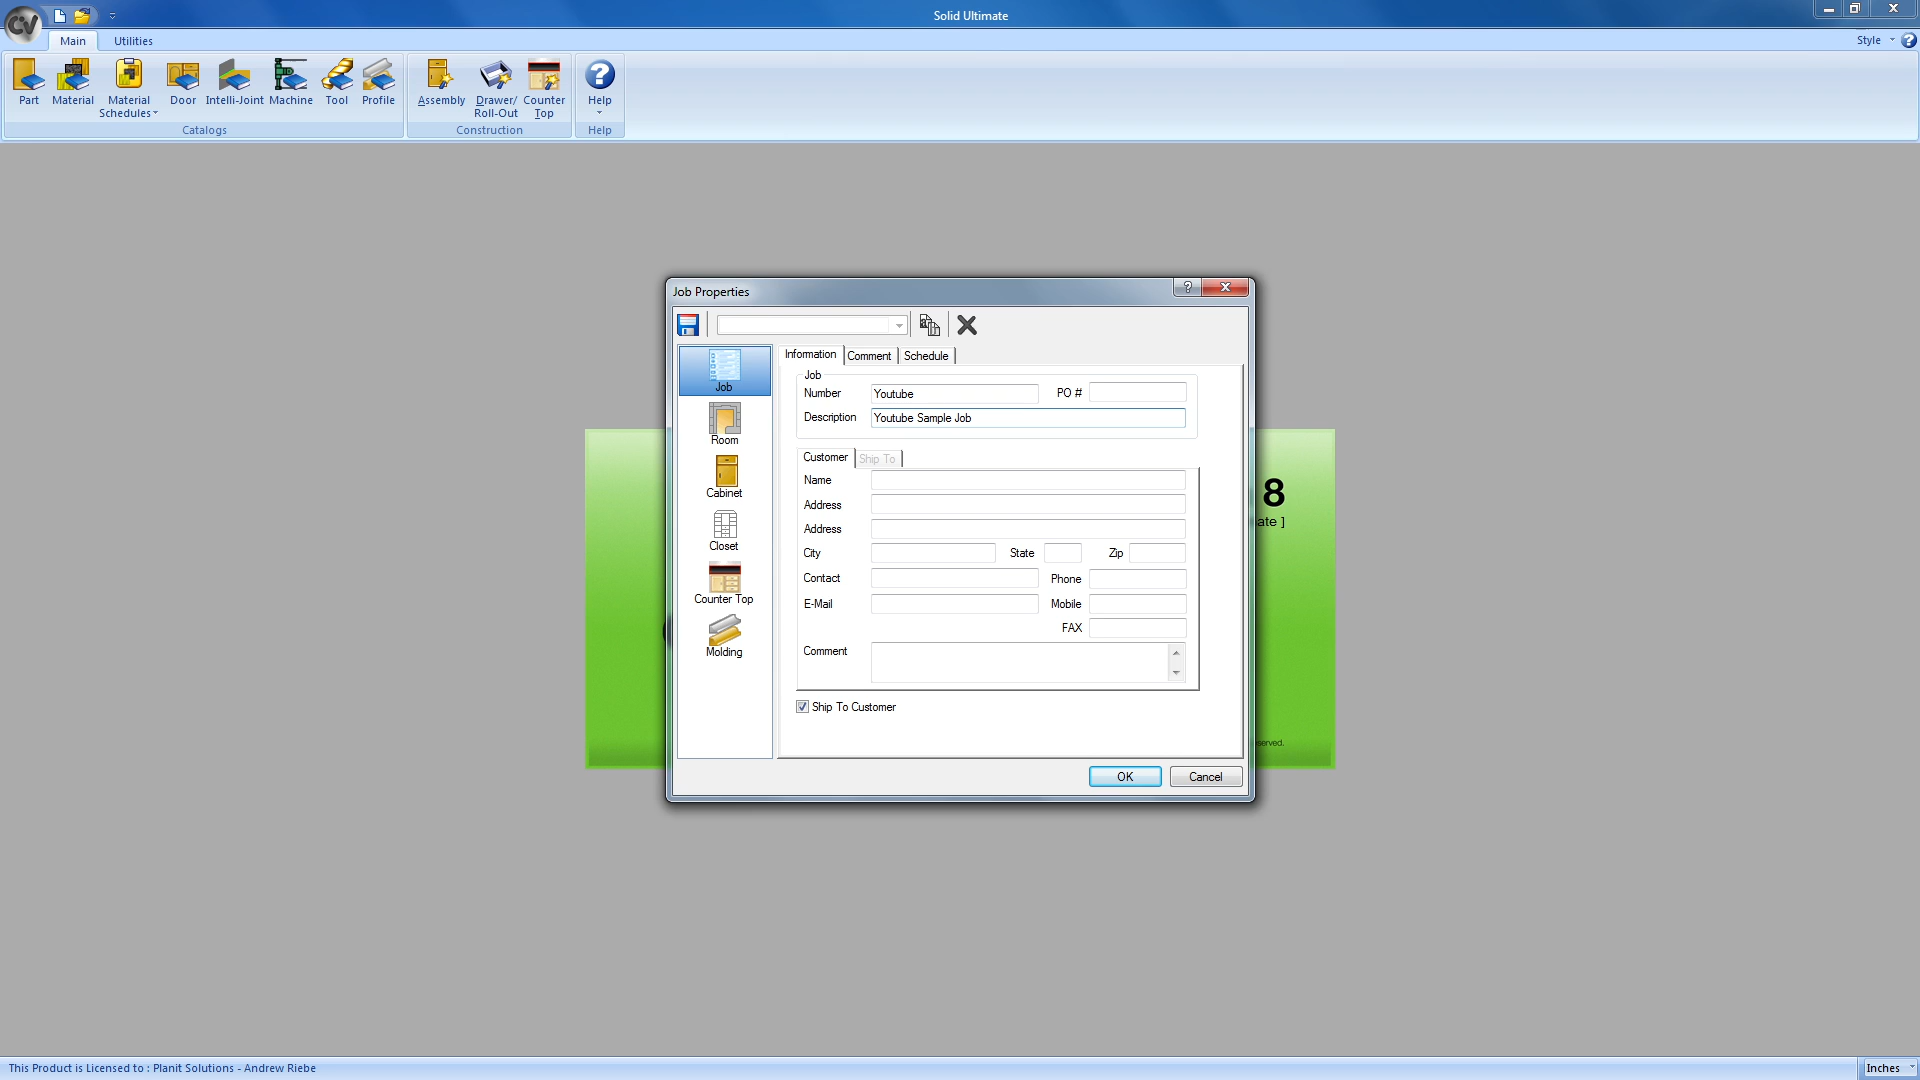 CV
Solid Ultimate
Main
Utilities
Style
Part
Material
Material
Schedules
Door
Intelli-Joint
Machine
Tool
Profile
Catalogs
Assembly
Drawer/
Roll-Out
Counter
Top
Construction
Help
Help
Job Properties
Job
Room
Cabinet
Closet
Counter Top
Molding
Information
Comment
Schedule
Job
Number
Youtube
PO #
Description
Youtube Sample Job
Customer
Ship To
Name
Address
Address
City
State
Zip
Contact
Phone
E-Mail
Mobile
FAX
Comment
Ship To Customer
OK
Cancel
8
ate ]
served.
This Product is Licensed to : Planit Solutions - Andrew Riebe
Inches